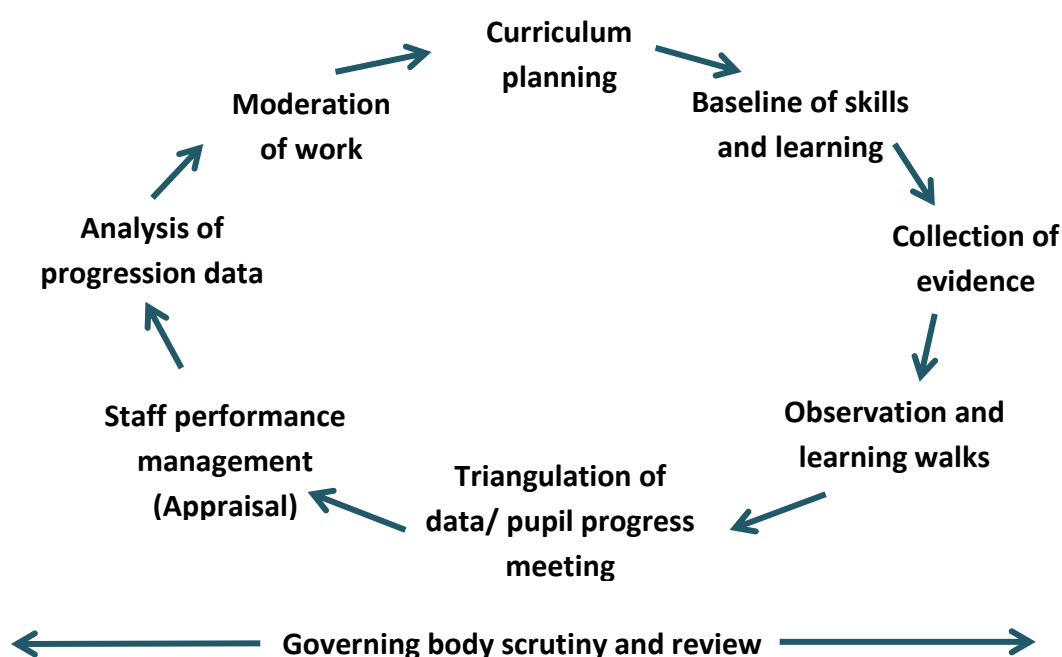 Curriculum
planning
Baseline of skills
and learning
Collection of
evidence
Observation and
learning walks
Triangulation of
data/ pupil progress
meeting
Staff performance
management
(Appraisal)
Analysis of
progression data
Moderation
of work
Governing body scrutiny and review